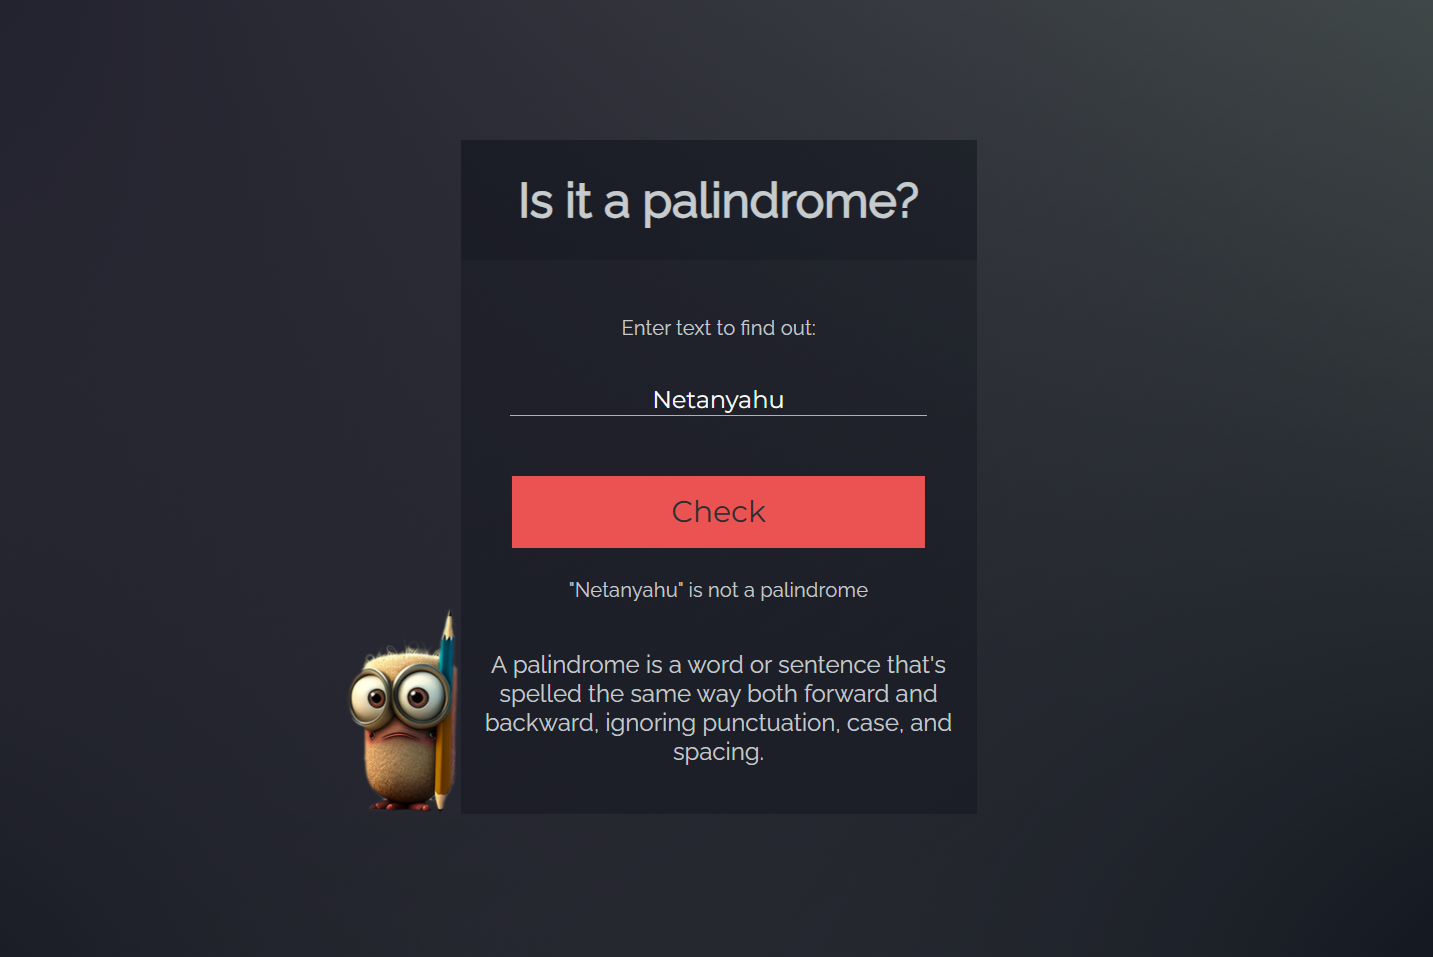 Is it a palindrome?
Enter text to find out:
Netanyahu
Check
"Netanyahu" is not a palindrome
A palindrome is a word or sentence that's
spelled the same way both forward and
backward, ignoring punctuation, case, and
spacing.